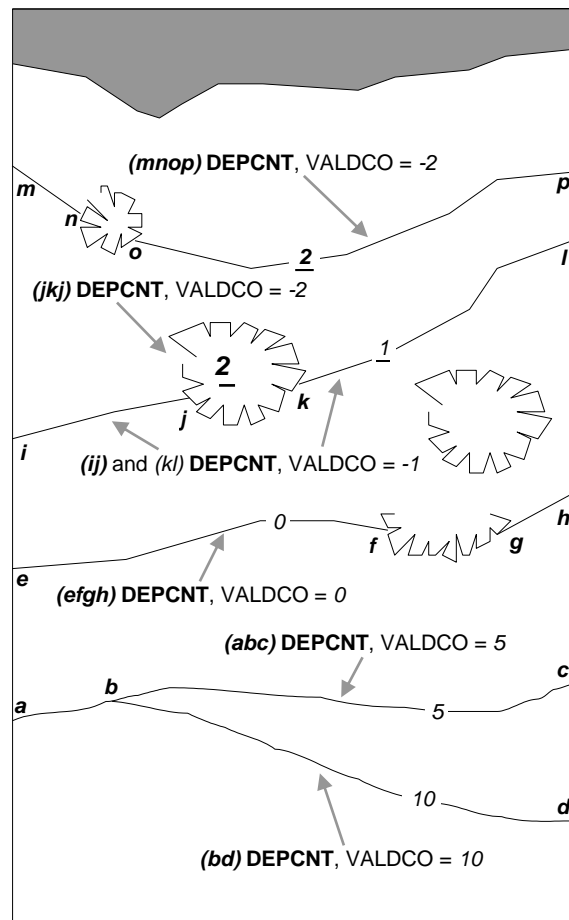 (mnop) DEPCNT, VALDCO = -2
m
p
n
o
2
l
(jkj) DEPCNT, VALDCO = -2
1
2
k
j
i
(ij) and (kl) DEPCNT, VALDCO = -1
h
0
f
g
e
(efgh) DEPCNT, VALDCO = 0
(abc) DEPCNT, VALDCO = 5
c
b
a
5
10
d
(bd) DEPCNT, VALDCO = 10